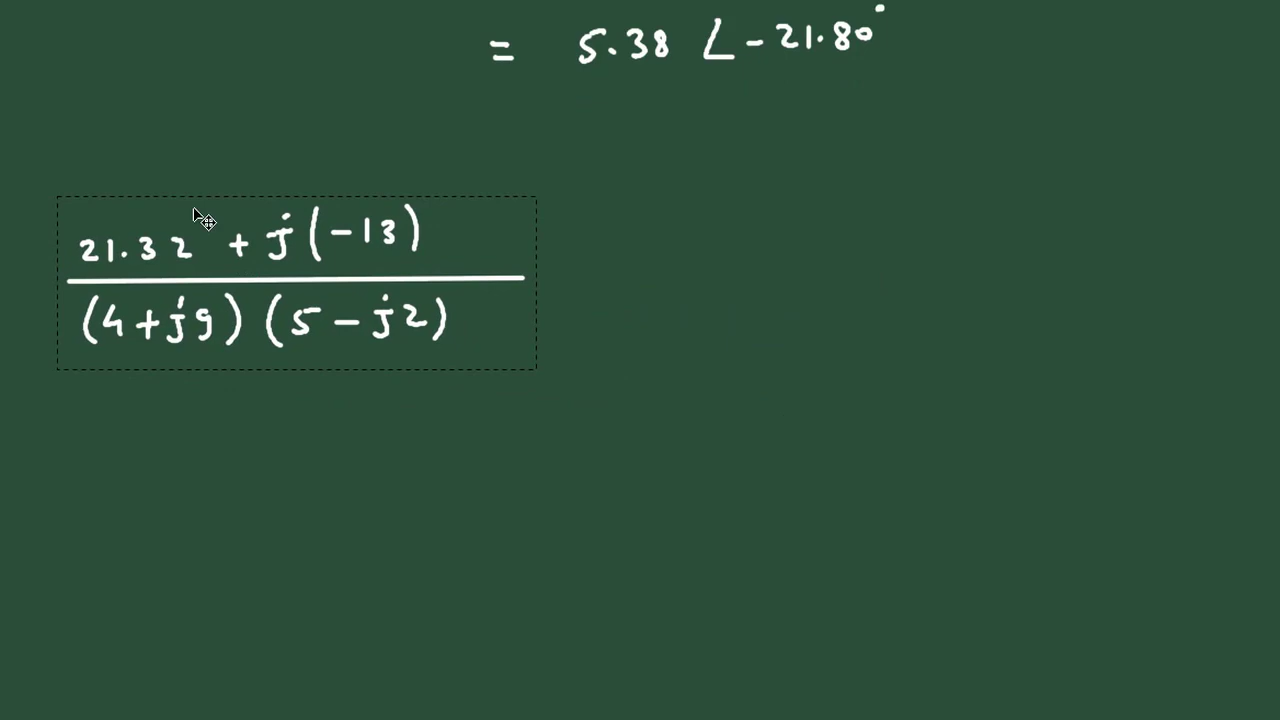 = 5.38 ∠ -21.80°
21.32 + j(-13)
(4+j9) (5-j2)